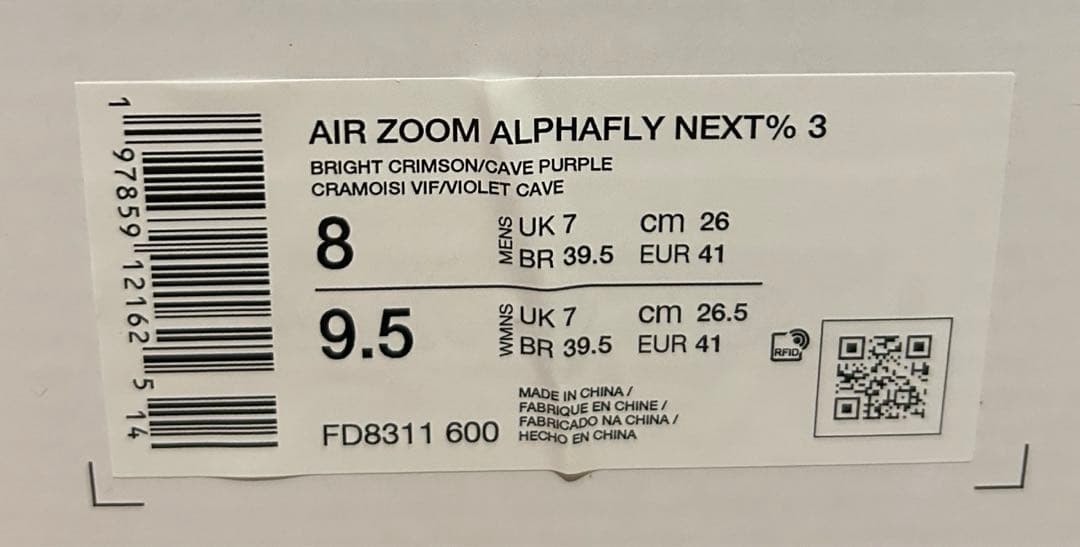 AIR ZOOM ALPHAFLY NEXT% 3
BRIGHT CRIMSON/CAVE PURPLE
CRAMOISI VIF/VIOLET CAVE
8 MENS UK 7 cm 26
BR 39.5 EUR 41
9.5 WMNS UK 7 cm 26.5
BR 39.5 EUR 41
RFID
MADE IN CHINA /
FABRIQUE EN CHINE /
FABRICADO NA CHINA /
HECHO EN CHINA
FD8311 600
1 97859 12162 5 14